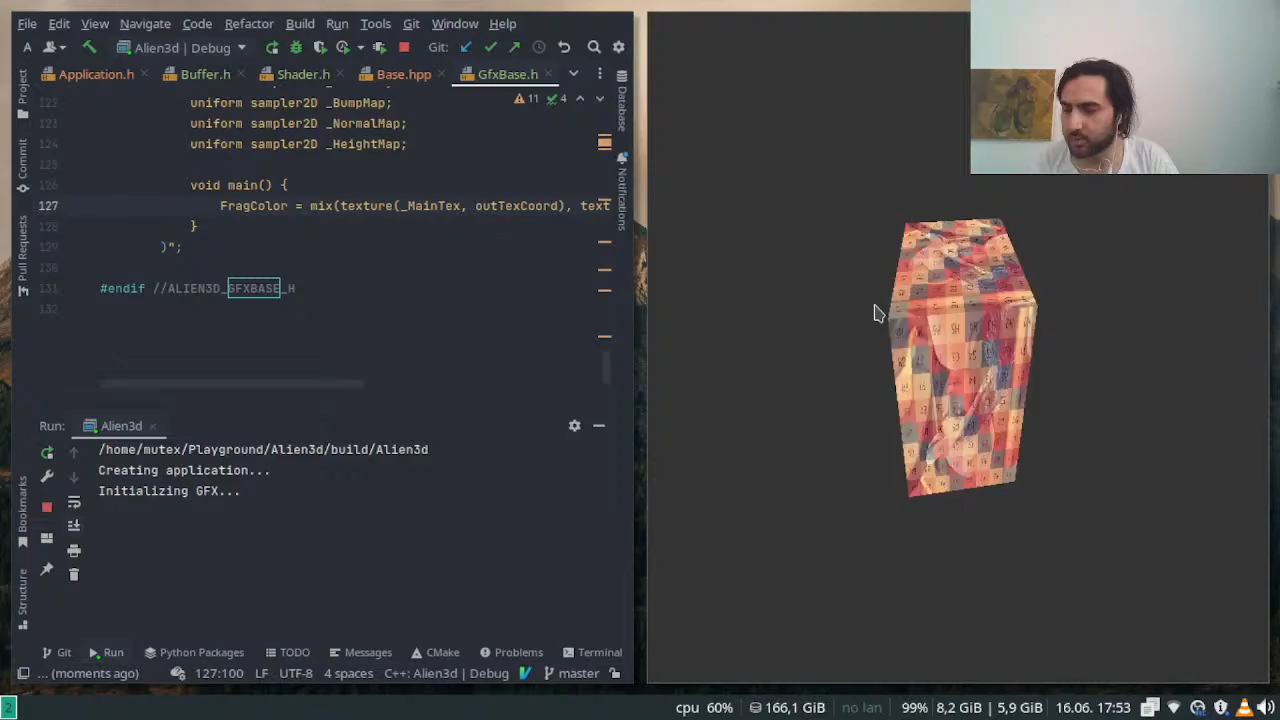 File Edit View Navigate Code Refactor Build Run Tools Git Window Help
Alien3d | Debug Git:
Application.h Buffer.h Shader.h Base.hpp GfxBase.h
11 4
122 uniform sampler2D _BumpMap;
123 uniform sampler2D _NormalMap;
124 uniform sampler2D _HeightMap;
125
126 void main() {
127 FragColor = mix(texture(_MainTex, outTexCoord), text
128 }
129 )";
130
131 #endif //ALIEN3D_GFXBASE_H
132
Project
Commit
Pull Requests
Bookmarks
Structure
Database
Notifications
Run: Alien3d
/home/mutex/Playground/Alien3d/build/Alien3d
Creating application...
Initializing GFX...
Git Run Python Packages TODO Messages CMake Problems Terminal
... (moments ago) 127:100 LF UTF-8 4 spaces C++: Alien3d | Debug master
2 cpu 60% 166,1 GiB no lan 99% 8,2 GiB | 5,9 GiB 16.06. 17:53